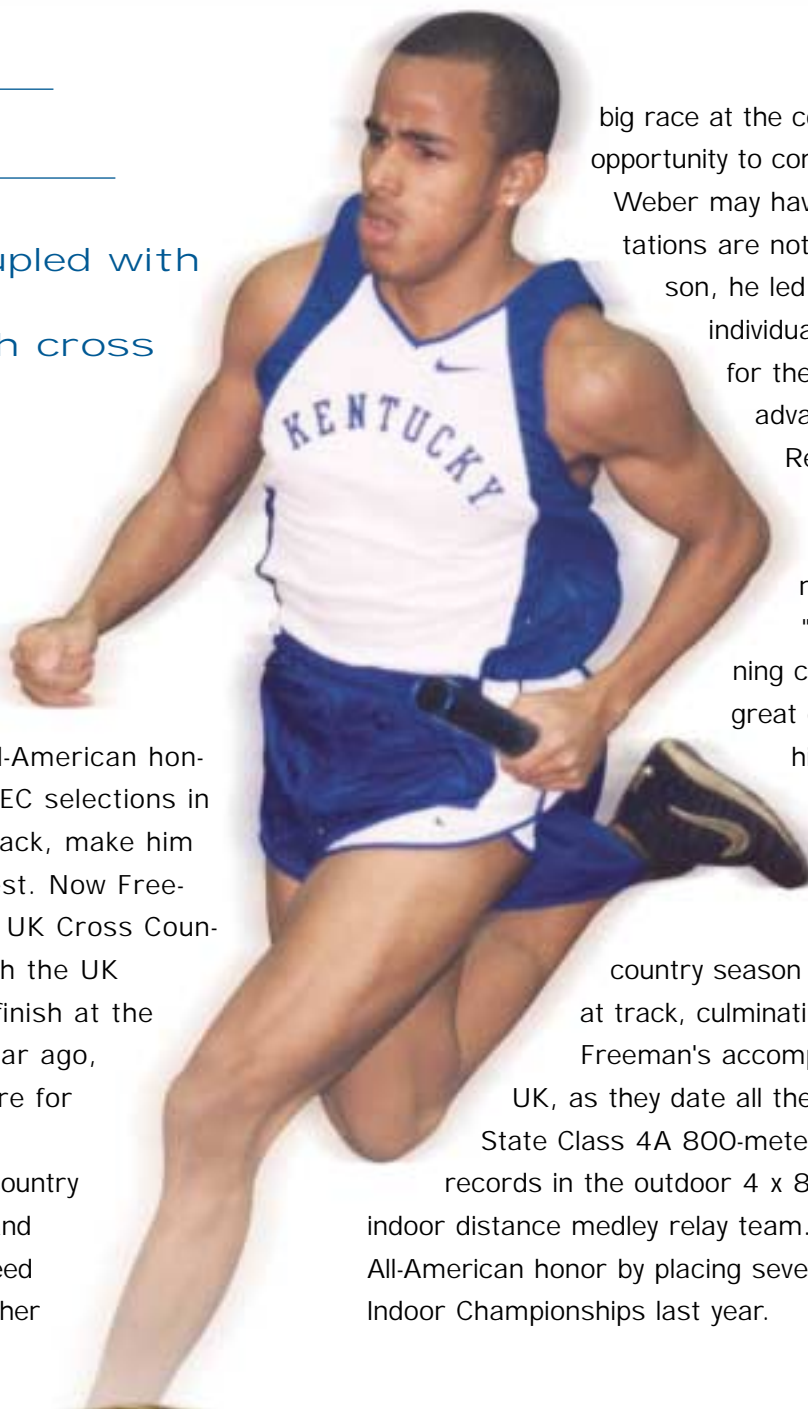 upled with
h cross
KENTUCKY
l-American hon-
EC selections in
ack, make him
st. Now Free-
UK Cross Coun-
h the UK
finish at the
ar ago,
re for
ountry
nd
eed
her
big race at the co
opportunity to con
Weber may hav
tations are not
son, he led
individua
for the
adva
Re
n
"
ning c
great
hi
country season
at track, culminati
Freeman's accomp
UK, as they date all the
State Class 4A 800-mete
records in the outdoor 4 x 8
indoor distance medley relay team.
All-American honor by placing seve
Indoor Championships last year.